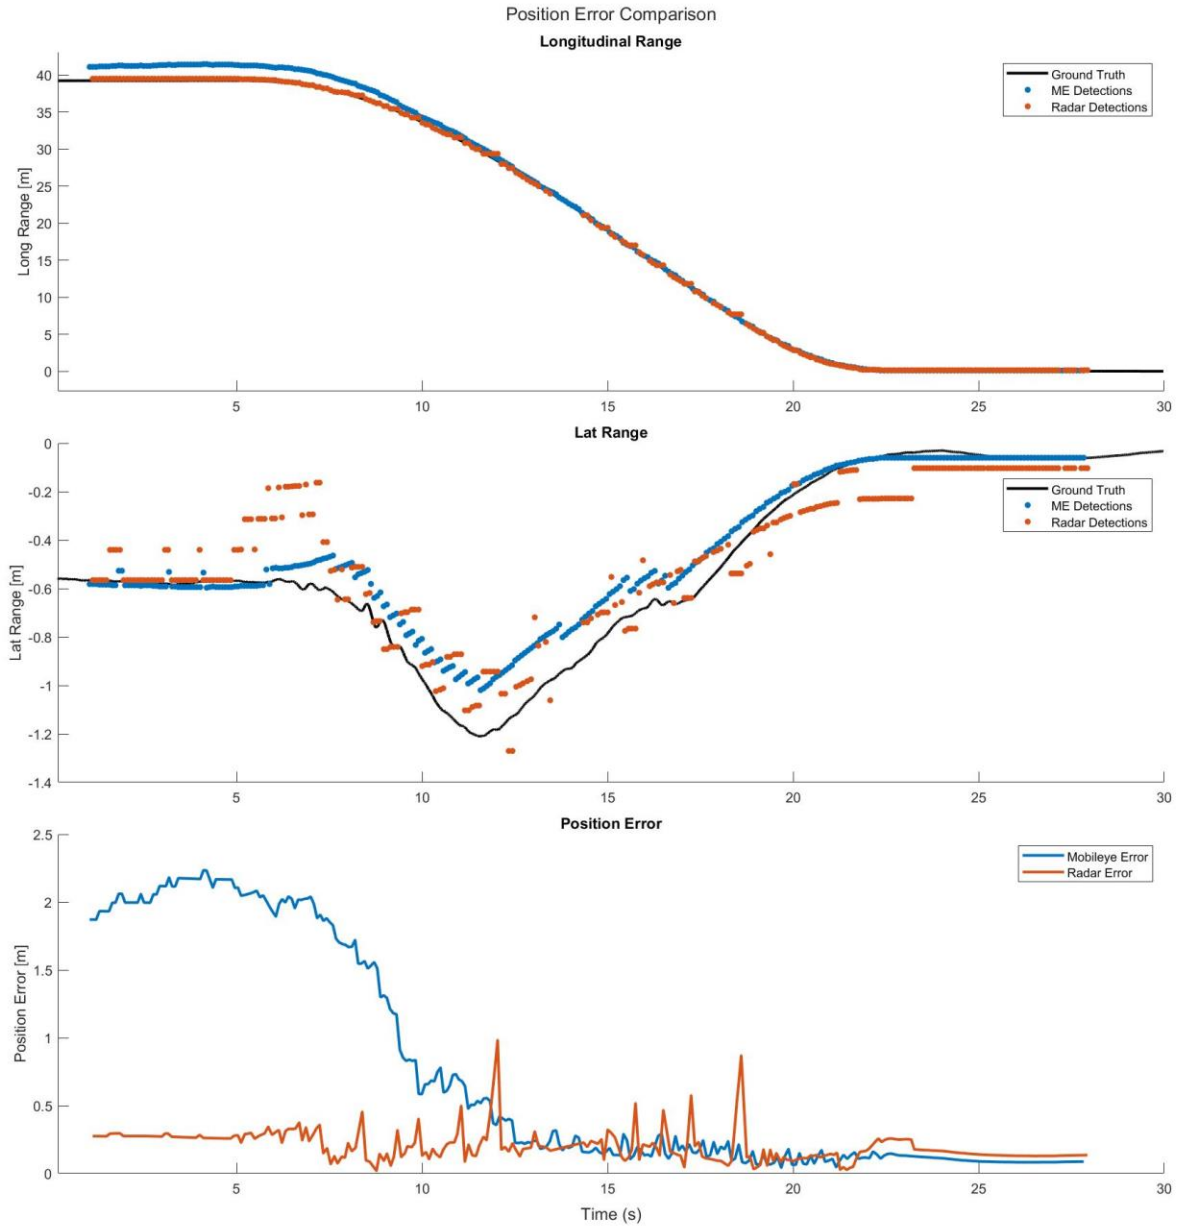 Position Error Comparison
Longitudinal Range
Long Range [m]
40
35
30
25
20
15
10
5
0
Ground Truth
ME Detections
Radar Detections
5 10 15 20 25 30
Lat Range
Lat Range [m]
0
-0.2
-0.4
-0.6
-0.8
-1
-1.2
-1.4
Ground Truth
ME Detections
Radar Detections
5 10 15 20 25 30
Position Error
Position Error [m]
2.5
2
1.5
1
0.5
0
Mobileye Error
Radar Error
5 10 15 20 25 30
Time (s)